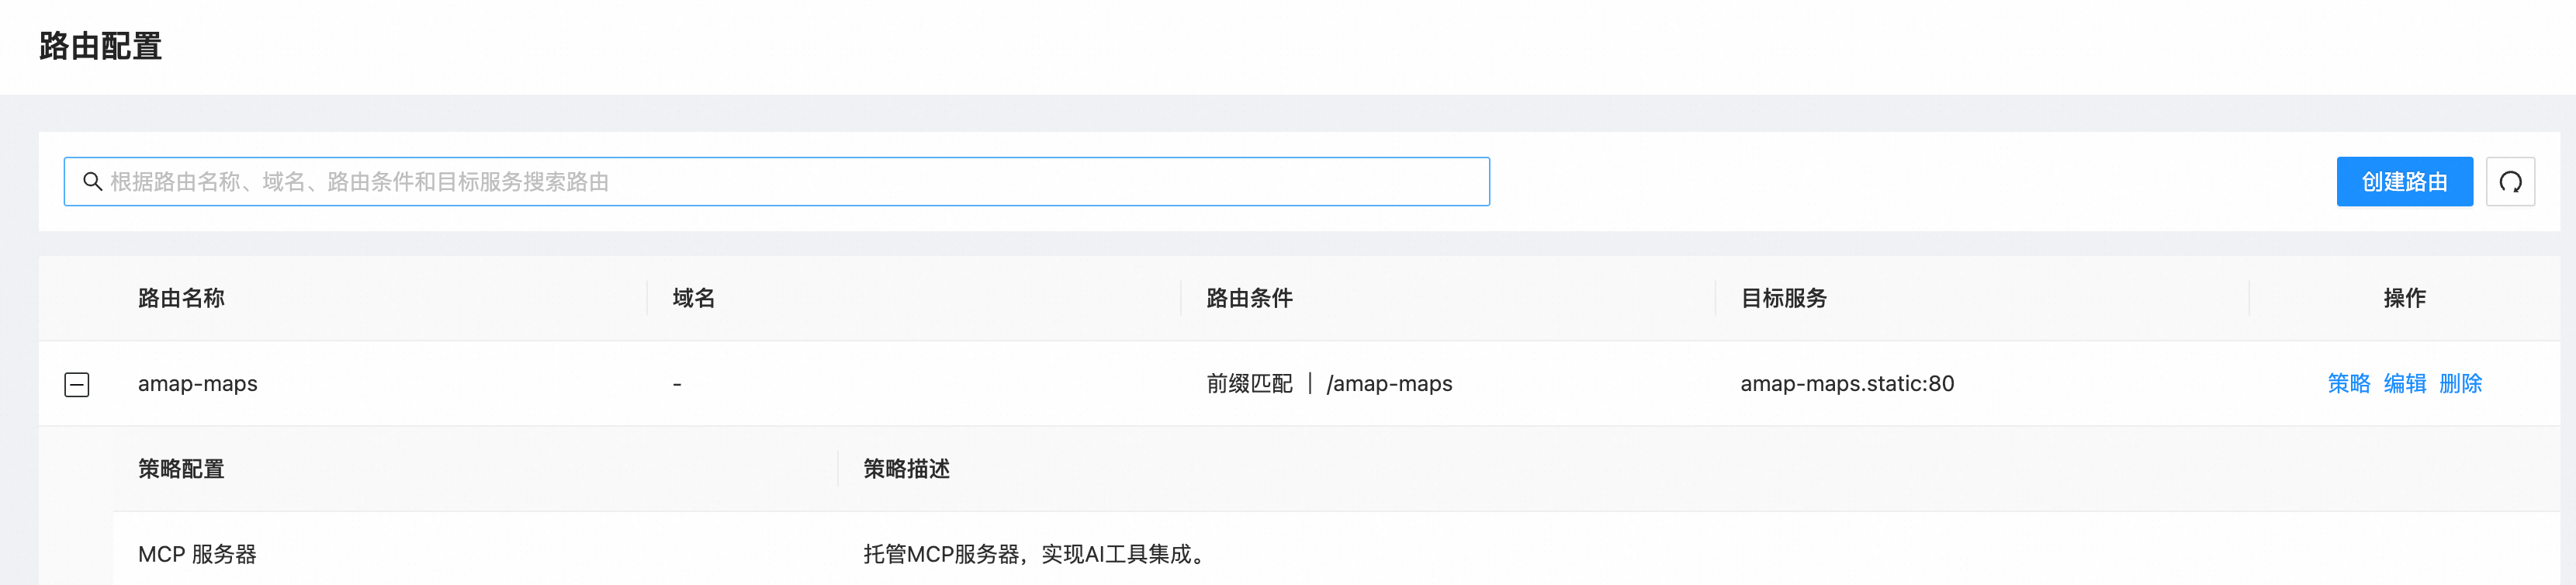 路由配置
根据路由名称、域名、路由条件和目标服务搜索路由 创建路由
路由名称 域名 路由条件 目标服务 操作
amap-maps - 前缀匹配 | /amap-maps amap-maps.static:80 策略 编辑 删除
策略配置 策略描述
MCP 服务器 托管MCP服务器，实现AI工具集成。